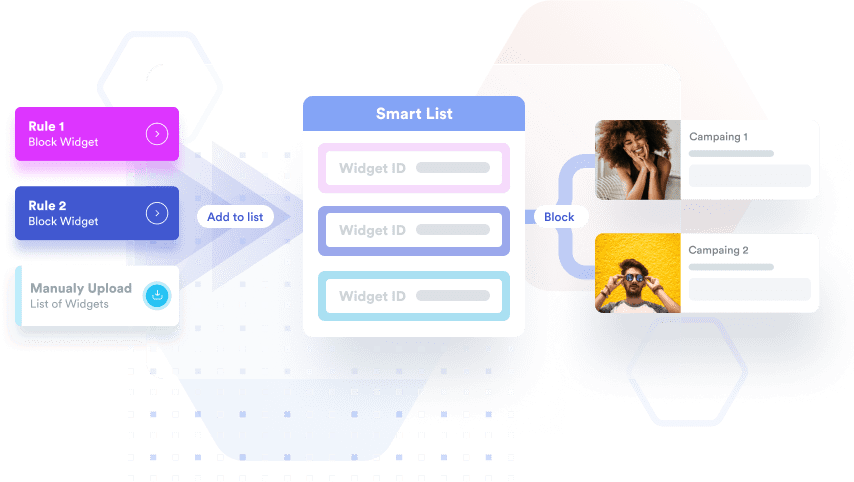 Rule 1
Block Widget
Rule 2
Block Widget
Manualy Upload
List of Widgets
Add to list
Smart List
Widget ID
Widget ID
Widget ID
Block
Campaing 1
Campaing 2